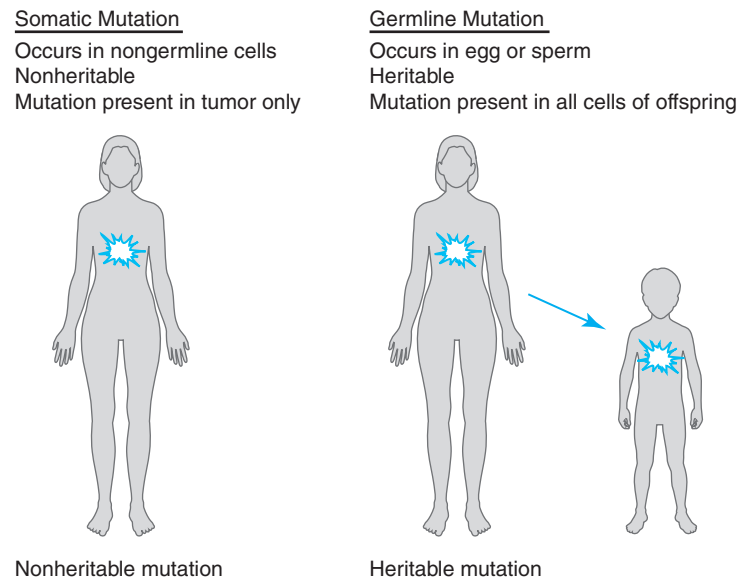 Somatic Mutation
Occurs in nongermline cells
Nonheritable
Mutation present in tumor only
Germline Mutation
Occurs in egg or sperm
Heritable
Mutation present in all cells of offspring
Nonheritable mutation
Heritable mutation